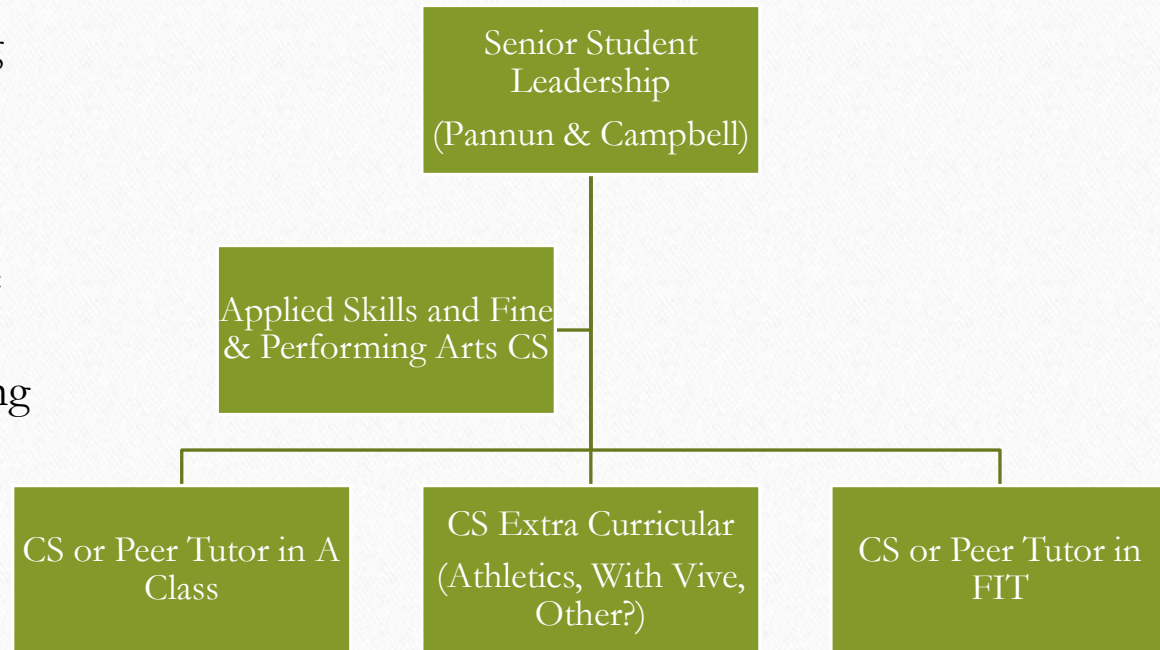 Senior Student
Leadership
(Pannun & Campbell)
Applied Skills and Fine
& Performing Arts CS
CS or Peer Tutor in A
Class
CS Extra Curricular
(Athletics, With Vive,
Other?)
CS or Peer Tutor in
FIT